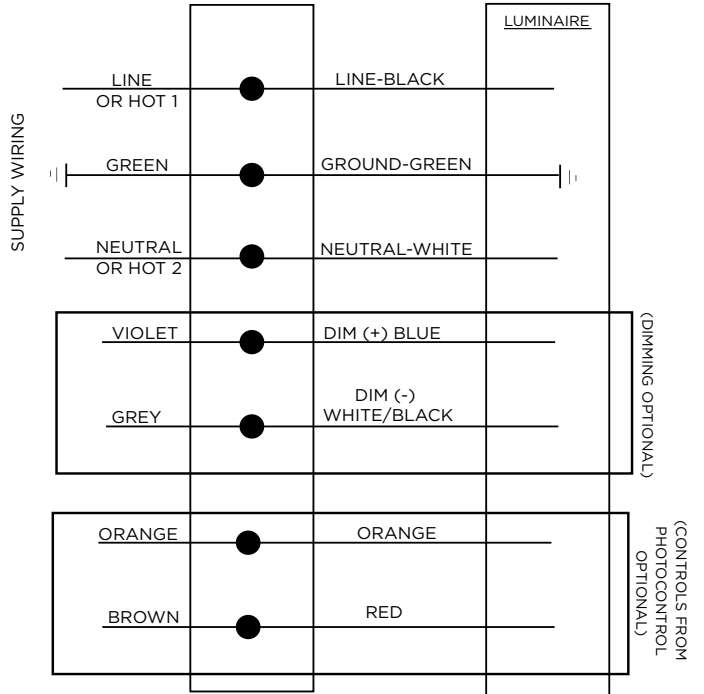 LUMINAIRE
SUPPLY WIRING
LINE
OR HOT 1
LINE-BLACK
GREEN
GROUND-GREEN
NEUTRAL
OR HOT 2
NEUTRAL-WHITE
VIOLET
DIM (+) BLUE
GREY
DIM (-)
WHITE/BLACK
(DIMMING OPTIONAL)
ORANGE
ORANGE
BROWN
RED
(CONTROLS FROM
PHOTOCONTROL
OPTIONAL)